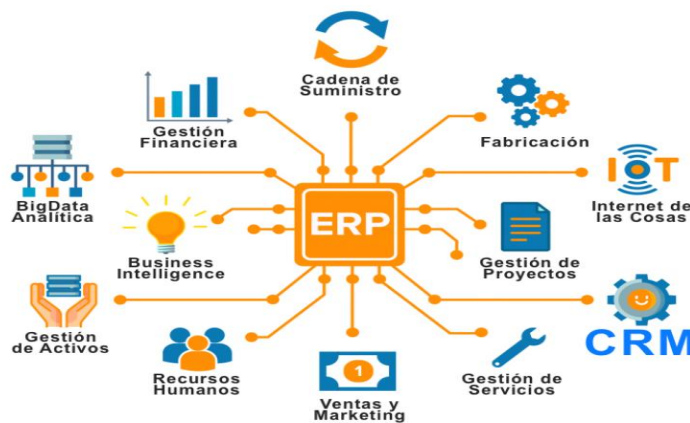 Cadena de
Suministro
Gestión
Financiera
Fabricación
BigData
Analítica
IOT
Internet de
las Cosas
ERP
Business
Intelligence
Gestión de
Proyectos
Gestión
de Activos
CRM
Recursos
Humanos
1
Ventas y
Marketing
Gestión de
Servicios